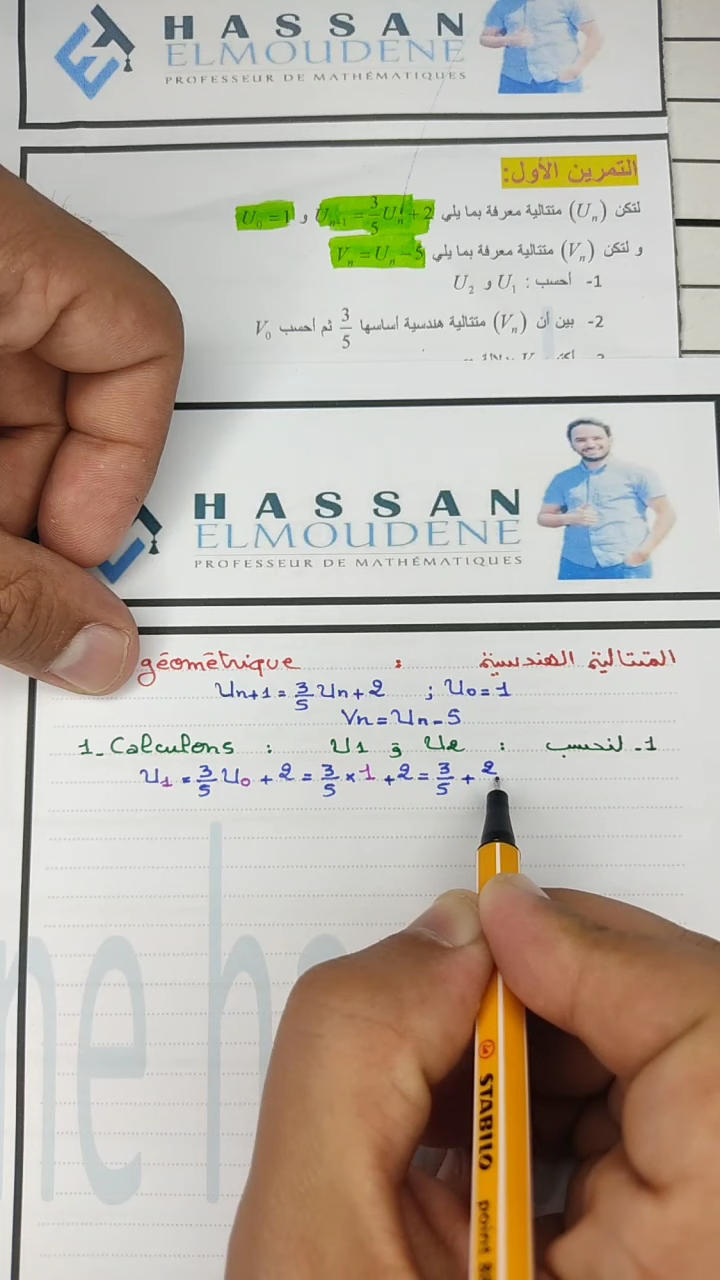 HASSAN
ELMOUDENE
PROFESSEUR DE MATHÉMATIQUES
التمرين الأول:
لتكن (Uₙ) متتالية معرفة بما يلي Uₙ₊₁ = 3/5 Uₙ + 2 و U₀ = 1
و لتكن (Vₙ) متتالية معرفة بما يلي Vₙ = Uₙ − 5
1- أحسب : U₁ و U₂
2- بين أن (Vₙ) متتالية هندسية أساسها 3/5 ثم أحسب V₀
HASSAN
ELMOUDENE
PROFESSEUR DE MATHÉMATIQUES
géométrique : المتتالية الهندسية
Uₙ₊₁ = 3/5 Uₙ + 2 ; U₀ = 1
Vₙ = Uₙ - 5
1_Calculons : U₁ و U₂ : لنحسب -1
U₁ = 3/5 U₀ + 2 = 3/5 × 1 + 2 = 3/5 + 2
STABILO
point